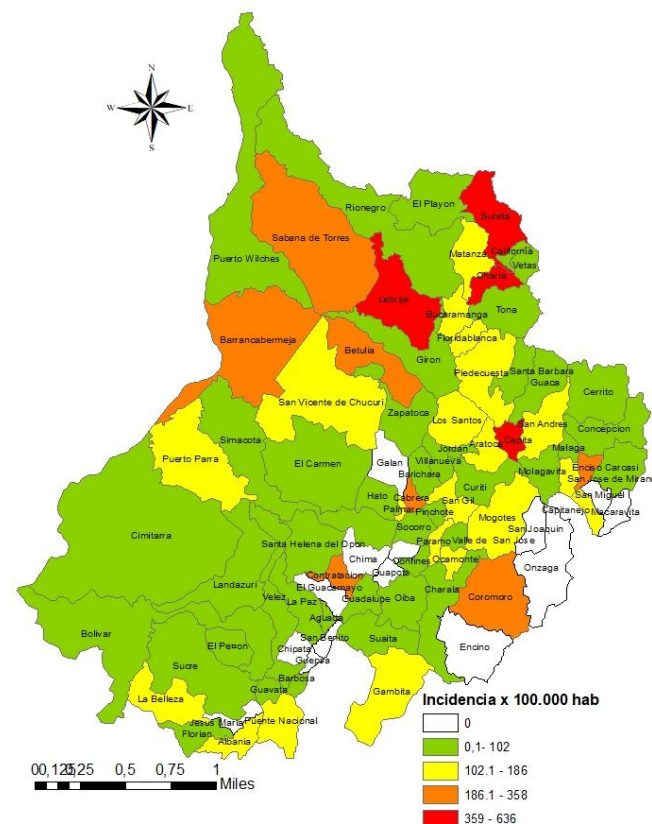 N
W E
S
Rionegro
El Playon
Surata
Sabana de Torres
Matanza
California
Vetas
Puerto Wilches
Charta
Lebrija
Tona
Bucaramanga
Floridablanca
Barrancabermeja
Betulia
Giron
Piedecuesta
Santa Barbara
Guaca
Cerrito
San Vicente de Chucuri
Zapatoca
Los Santos
San Andres
Concepcion
Simacota
Aratoca
Cepita
Jordan
Malaga
Puerto Parra
El Carmen
Galan
Villanueva
Barichara
Molagavita
Enciso Carcasi
San Jose de Miran
Hato
Cabrera
Curiti
San Gil
San Miguel
Palmar
Pinchote
Mogotes
Capitanejo
Macaravita
Cimitarra
Socorro
San Joaquin
Santa Helena del Opon
Paramo
Valle de San Jose
Chima
Confines
Ocamonte
Onzaga
Guapota
Contratacion
Landazuri
El Guacamayo
Velez
Guadalupe
Oiba
Charala
Coromoro
La Paz
Aguada
Bolivar
San Benito
El Penon
Suaita
Encino
Chipata
Sucre
Guepsa
Barbosa
Guavata
Gambita
La Belleza
Jesus Maria
Puente Nacional
Florian
Albania
Incidencia x 100.000 hab
0
0,1- 102
102.1 - 186
186.1 - 358
359 - 636
00,1250,25 0,5 0,75 1
Miles